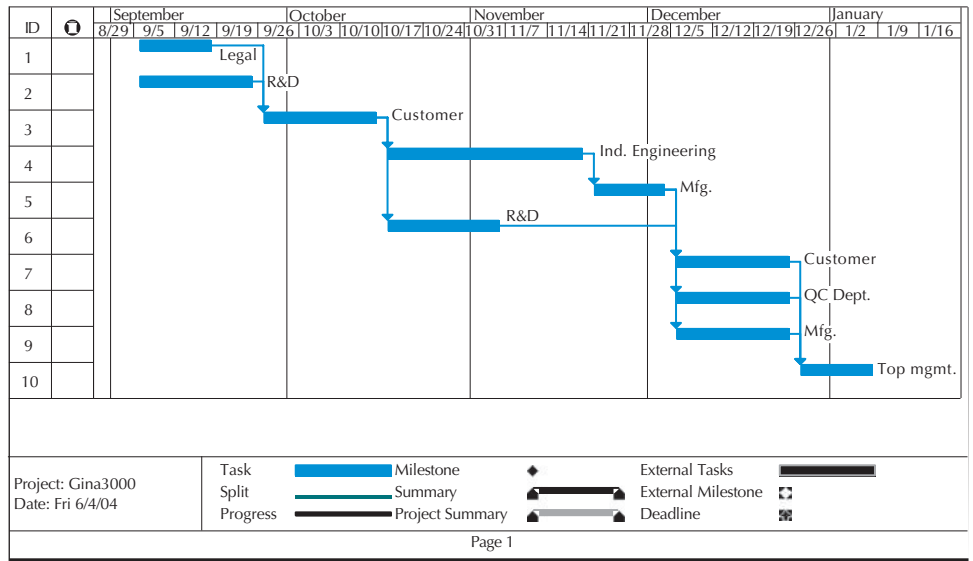 ID September October November December January
8/29 9/5 9/12 9/19 9/26 10/3 10/10 10/17 10/24 10/31 11/7 11/14 11/21 11/28 12/5 12/12 12/19 12/26 1/2 1/9 1/16
1 Legal
2 R&D
3 Customer
4 Ind. Engineering
5 Mfg.
6 R&D
7 Customer
8 QC Dept.
9 Mfg.
10 Top mgmt.
Project: Gina3000
Date: Fri 6/4/04
Task Milestone External Tasks
Split Summary External Milestone
Progress Project Summary Deadline
Page 1